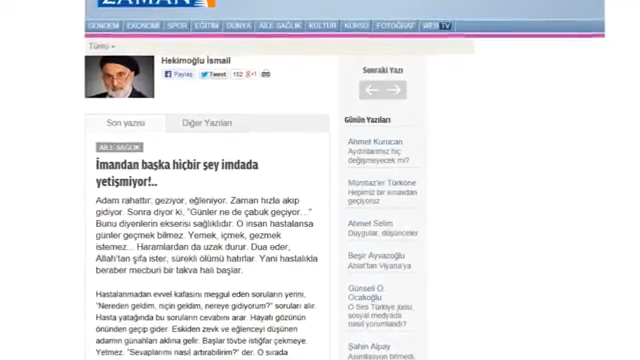 ZAMAN
GÜNDEM EKONOMİ SPOR EĞİTİM DÜNYA AİLE-SAĞLIK KÜLTÜR KÜRSÜ FOTOĞRAF WEB TV
Tümü
Hekimoğlu İsmail
Paylaş Tweet 152 +1
Son yazısı Diğer Yazıları
AİLE-SAĞLIK
İmandan başka hiçbir şey imdada
yetişmiyor!..
Adam rahattır; geziyor, eğleniyor. Zaman hızla akıp
gidiyor. Sonra diyor ki, "Günler ne de çabuk geçiyor..."
Bunu diyenlerin ekserisi sağlıklıdır. O insan hastalansa
günler geçmek bilmez. Yemek, içmek, gezmek
istemez... Haramlardan da uzak durur. Dua eder,
Allah'tan şifa ister, sürekli ölümü hatırlar. Yani hastalıkla
beraber mecburi bir takva hali başlar.
Hastalanmadan evvel kafasını meşgul eden soruların yerini,
"Nereden geldim, niçin geldim, nereye gidiyorum?" soruları alır.
Hasta yatağında bu soruların cevabını arar. Hayatı gözünün
önünden geçip gider. Eskiden zevk ve eğlenceyi düşünen
adamın günahları aklına gelir. Başlar tövbe istiğfar çekmeye.
Yetmez. "Sevaplarımı nasıl artırabilirim?" der. O sırada
Sonraki Yazı
Günün Yazıları
Ahmet Kurucan
Aydınlarımız hiç
değişmeyecek mi?
Mümtaz'er Türköne
Hepimiz bir sınavdan
geçiyoruz
Ahmet Selim
Duygular, düşünceler
Beşir Ayvazoğlu
Ahlat'tan Viyana'ya
Günseli Ö.
Ocakoğlu
O Ses Türkiye jürisi,
sosyal medyada
nasıl yorumlandı?
Şahin Alpay
Asimilasyon bitmedi,